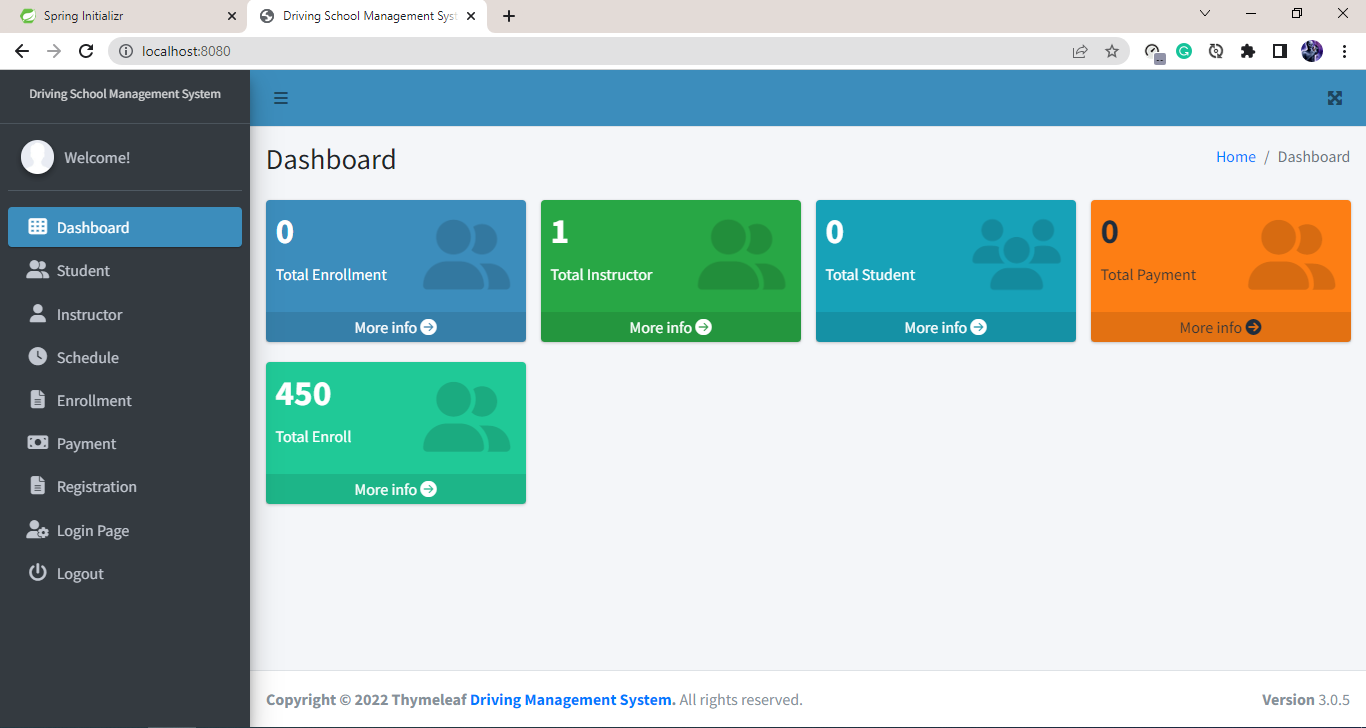 Spring Initializr
Driving School Management Syst
localhost:8080
Driving School Management System
Welcome!
Dashboard
Student
Instructor
Schedule
Enrollment
Payment
Registration
Login Page
Logout
Dashboard
Home / Dashboard
0
Total Enrollment
More info
1
Total Instructor
More info
0
Total Student
More info
0
Total Payment
More info
450
Total Enroll
More info
Copyright © 2022 Thymeleaf Driving Management System. All rights reserved.
Version 3.0.5